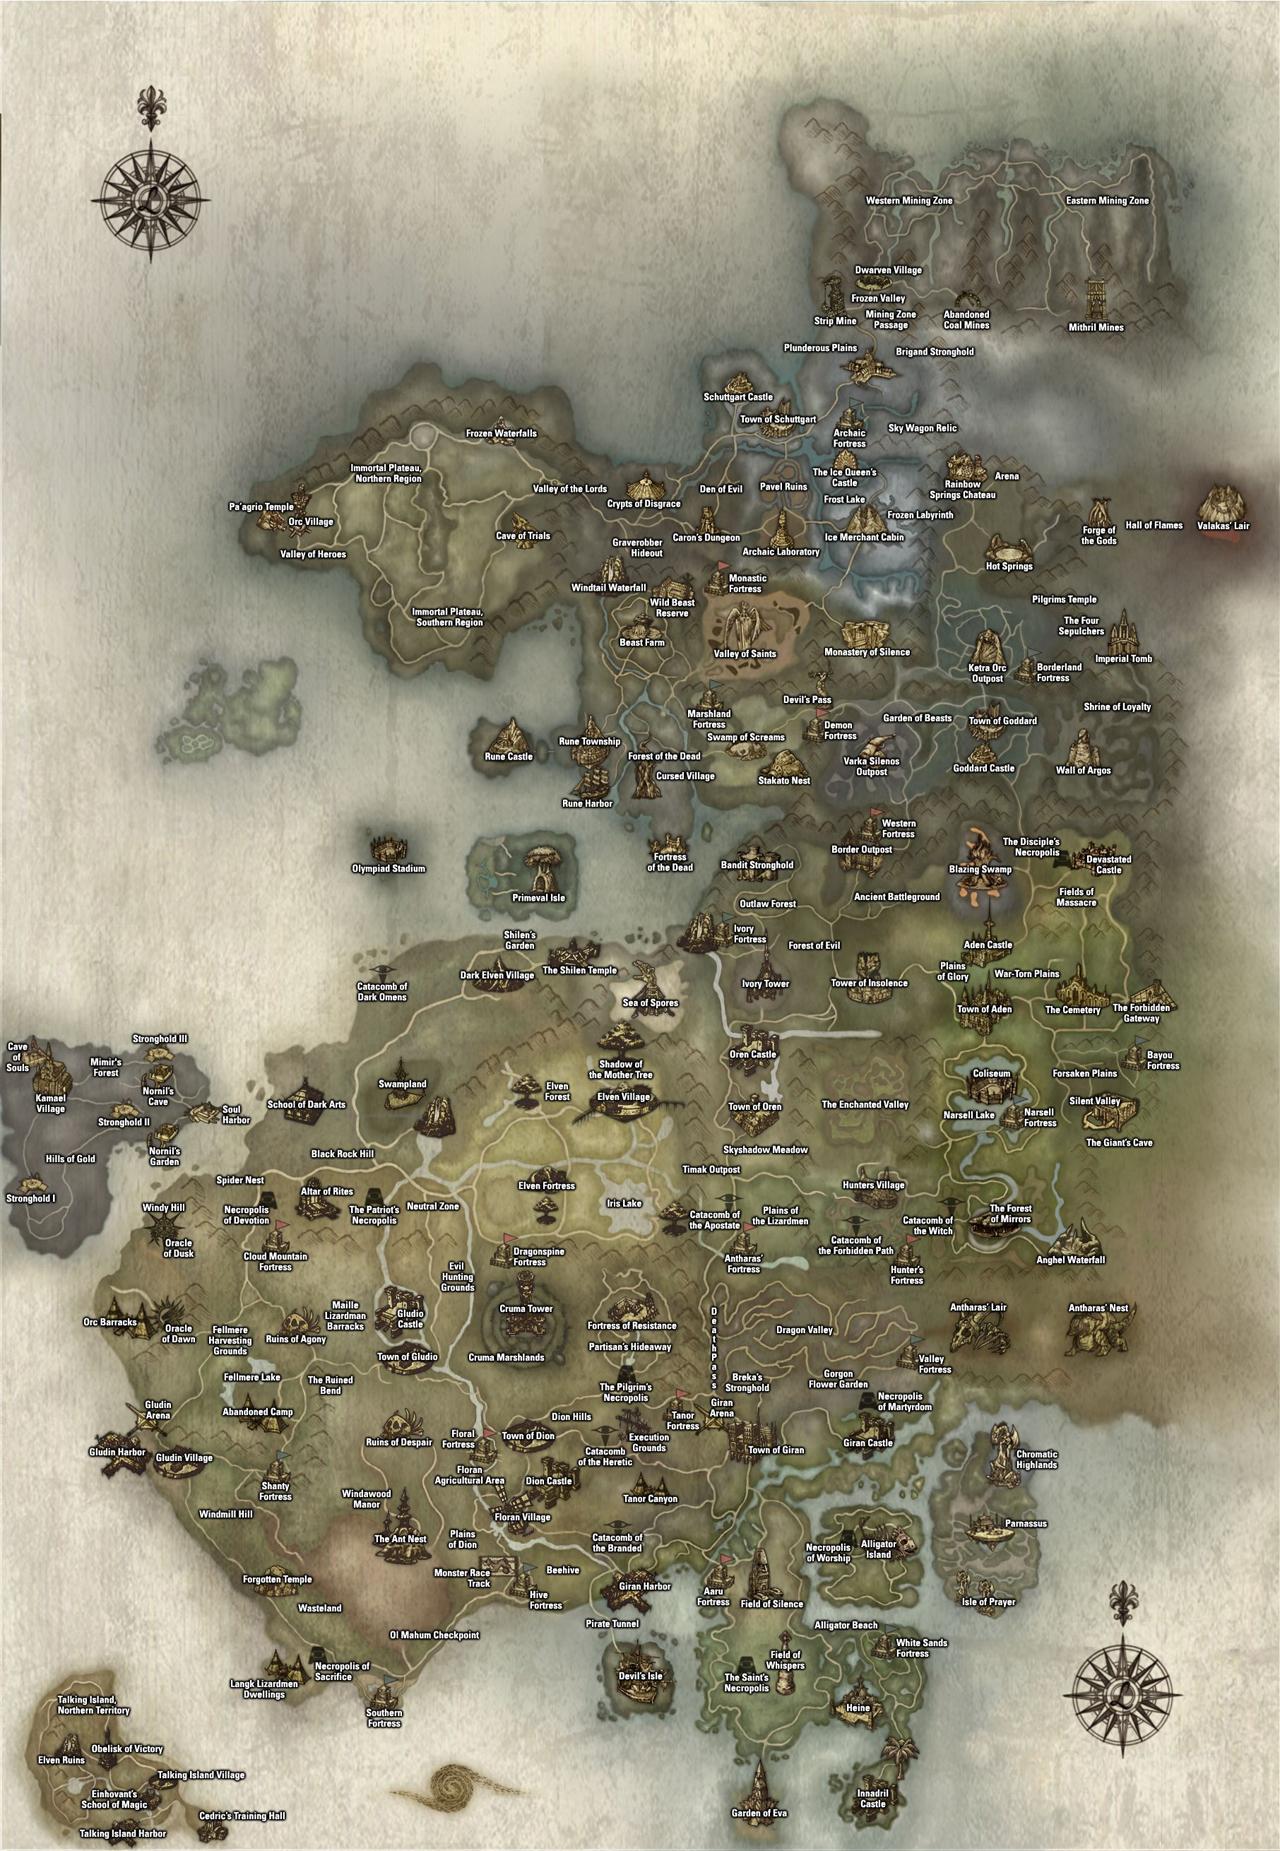 Western Mining Zone
Eastern Mining Zone
Dwarven Village
Frozen Valley
Strip Mine
Mining Zone
Passage
Abandoned
Coal Mines
Mithril Mines
Plunderous Plains
Brigand Stronghold
Schuttgart Castle
Town of Schuttgart
Archaic
Fortress
Sky Wagon Relic
Frozen Waterfalls
Immortal Plateau,
Northern Region
Valley of the Lords
Crypts of Disgrace
Den of Evil
Pavel Ruins
The Ice Queen's
Castle
Frost Lake
Rainbow
Springs Chateau
Arena
Pa'agrio Temple
Orc Village
Valley of Heroes
Cave of Trials
Graverobber
Hideout
Caron's Dungeon
Archaic Laboratory
Frozen Labyrinth
Ice Merchant Cabin
Forge of
the Gods
Hall of Flames
Valakas' Lair
Hot Springs
Windtail Waterfall
Monastic
Fortress
Wild Beast
Reserve
Immortal Plateau,
Southern Region
Beast Farm
Valley of Saints
Monastery of Silence
Pilgrims Temple
The Four
Sepulchers
Imperial Tomb
Ketra Orc
Outpost
Borderland
Fortress
Devil's Pass
Marshland
Fortress
Demon
Fortress
Garden of Beasts
Town of Goddard
Shrine of Loyalty
Rune Castle
Rune Township
Forest of the Dead
Swamp of Screams
Cursed Village
Stakato Nest
Varka Silenos
Outpost
Goddard Castle
Wall of Argos
Rune Harbor
Western
Fortress
Border Outpost
Olympiad Stadium
Primeval Isle
Fortress
of the Dead
Bandit Stronghold
Blazing Swamp
The Disciple's
Necropolis
Devastated
Castle
Outlaw Forest
Ancient Battleground
Fields of
Massacre
Ivory
Fortress
Forest of Evil
Aden Castle
Shilen's
Garden
Dark Elven Village
The Shilen Temple
Catacomb of
Dark Omens
Sea of Spores
Ivory Tower
Tower of Insolence
Plains
of Glory
War-Torn Plains
Town of Aden
The Cemetery
The Forbidden
Gateway
Cave
of
Souls
Stronghold III
Mimir's
Forest
Kamael
Village
Nornil's
Cave
Stronghold II
Soul
Harbor
Nornil's
Garden
Hills of Gold
Stronghold I
School of Dark Arts
Swampland
Elven
Forest
Shadow of
the Mother Tree
Elven Village
Oren Castle
Town of Oren
The Enchanted Valley
Coliseum
Narsell Lake
Narsell
Fortress
Forsaken Plains
Bayou
Fortress
Silent Valley
The Giant's Cave
Black Rock Hill
Skyshadow Meadow
Timak Outpost
Spider Nest
Windy Hill
Oracle
of Dusk
Necropolis
of Devotion
Altar of Rites
The Patriot's
Necropolis
Neutral Zone
Cloud Mountain
Fortress
Elven Fortress
Iris Lake
Catacomb of
the Apostate
Plains of
the Lizardmen
Hunters Village
Catacomb of
the Forbidden Path
Catacomb of
the Witch
The Forest
of Mirrors
Antharas'
Fortress
Hunter's
Fortress
Anghel Waterfall
Dragonspine
Fortress
Evil
Hunting
Grounds
Orc Barracks
Oracle
of Dawn
Fellmere
Harvesting
Grounds
Ruins of Agony
Maille
Lizardman
Barracks
Gludio
Castle
Cruma Tower
Cruma Marshlands
Fortress of Resistance
Partisan's Hideaway
Death Pass
Dragon Valley
Antharas' Lair
Antharas' Nest
Town of Gludio
Fellmere Lake
The Ruined
Bend
The Pilgrim's
Necropolis
Breka's
Stronghold
Gorgon
Flower Garden
Valley
Fortress
Necropolis
of Martyrdom
Gludin
Arena
Abandoned Camp
Ruins of Despair
Floral
Fortress
Town of Dion
Dion Hills
Execution
Grounds
Tanor
Fortress
Giran
Arena
Town of Giran
Giran Castle
Gludin Harbor
Gludin Village
Shanty
Fortress
Catacomb
of the Heretic
Floran
Agricultural Area
Dion Castle
Tanor Canyon
Chromatic
Highlands
Windmill Hill
Windawood
Manor
The Ant Nest
Floran Village
Plains
of Dion
Catacomb of
the Branded
Necropolis
of Worship
Alligator
Island
Parnassus
Forgotten Temple
Wasteland
Monster Race
Track
Beehive
Hive
Fortress
Giran Harbor
Aaru
Fortress
Field of Silence
Isle of Prayer
Pirate Tunnel
Alligator Beach
Ol Mahum Checkpoint
White Sands
Fortress
Langk Lizardmen
Dwellings
Necropolis of
Sacrifice
Southern
Fortress
Devil's Isle
Field of
Whispers
The Saint's
Necropolis
Heine
Talking Island,
Northern Territory
Elven Ruins
Obelisk of Victory
Talking Island Village
Einhovant's
School of Magic
Cedric's Training Hall
Talking Island Harbor
Garden of Eva
Innadril
Castle